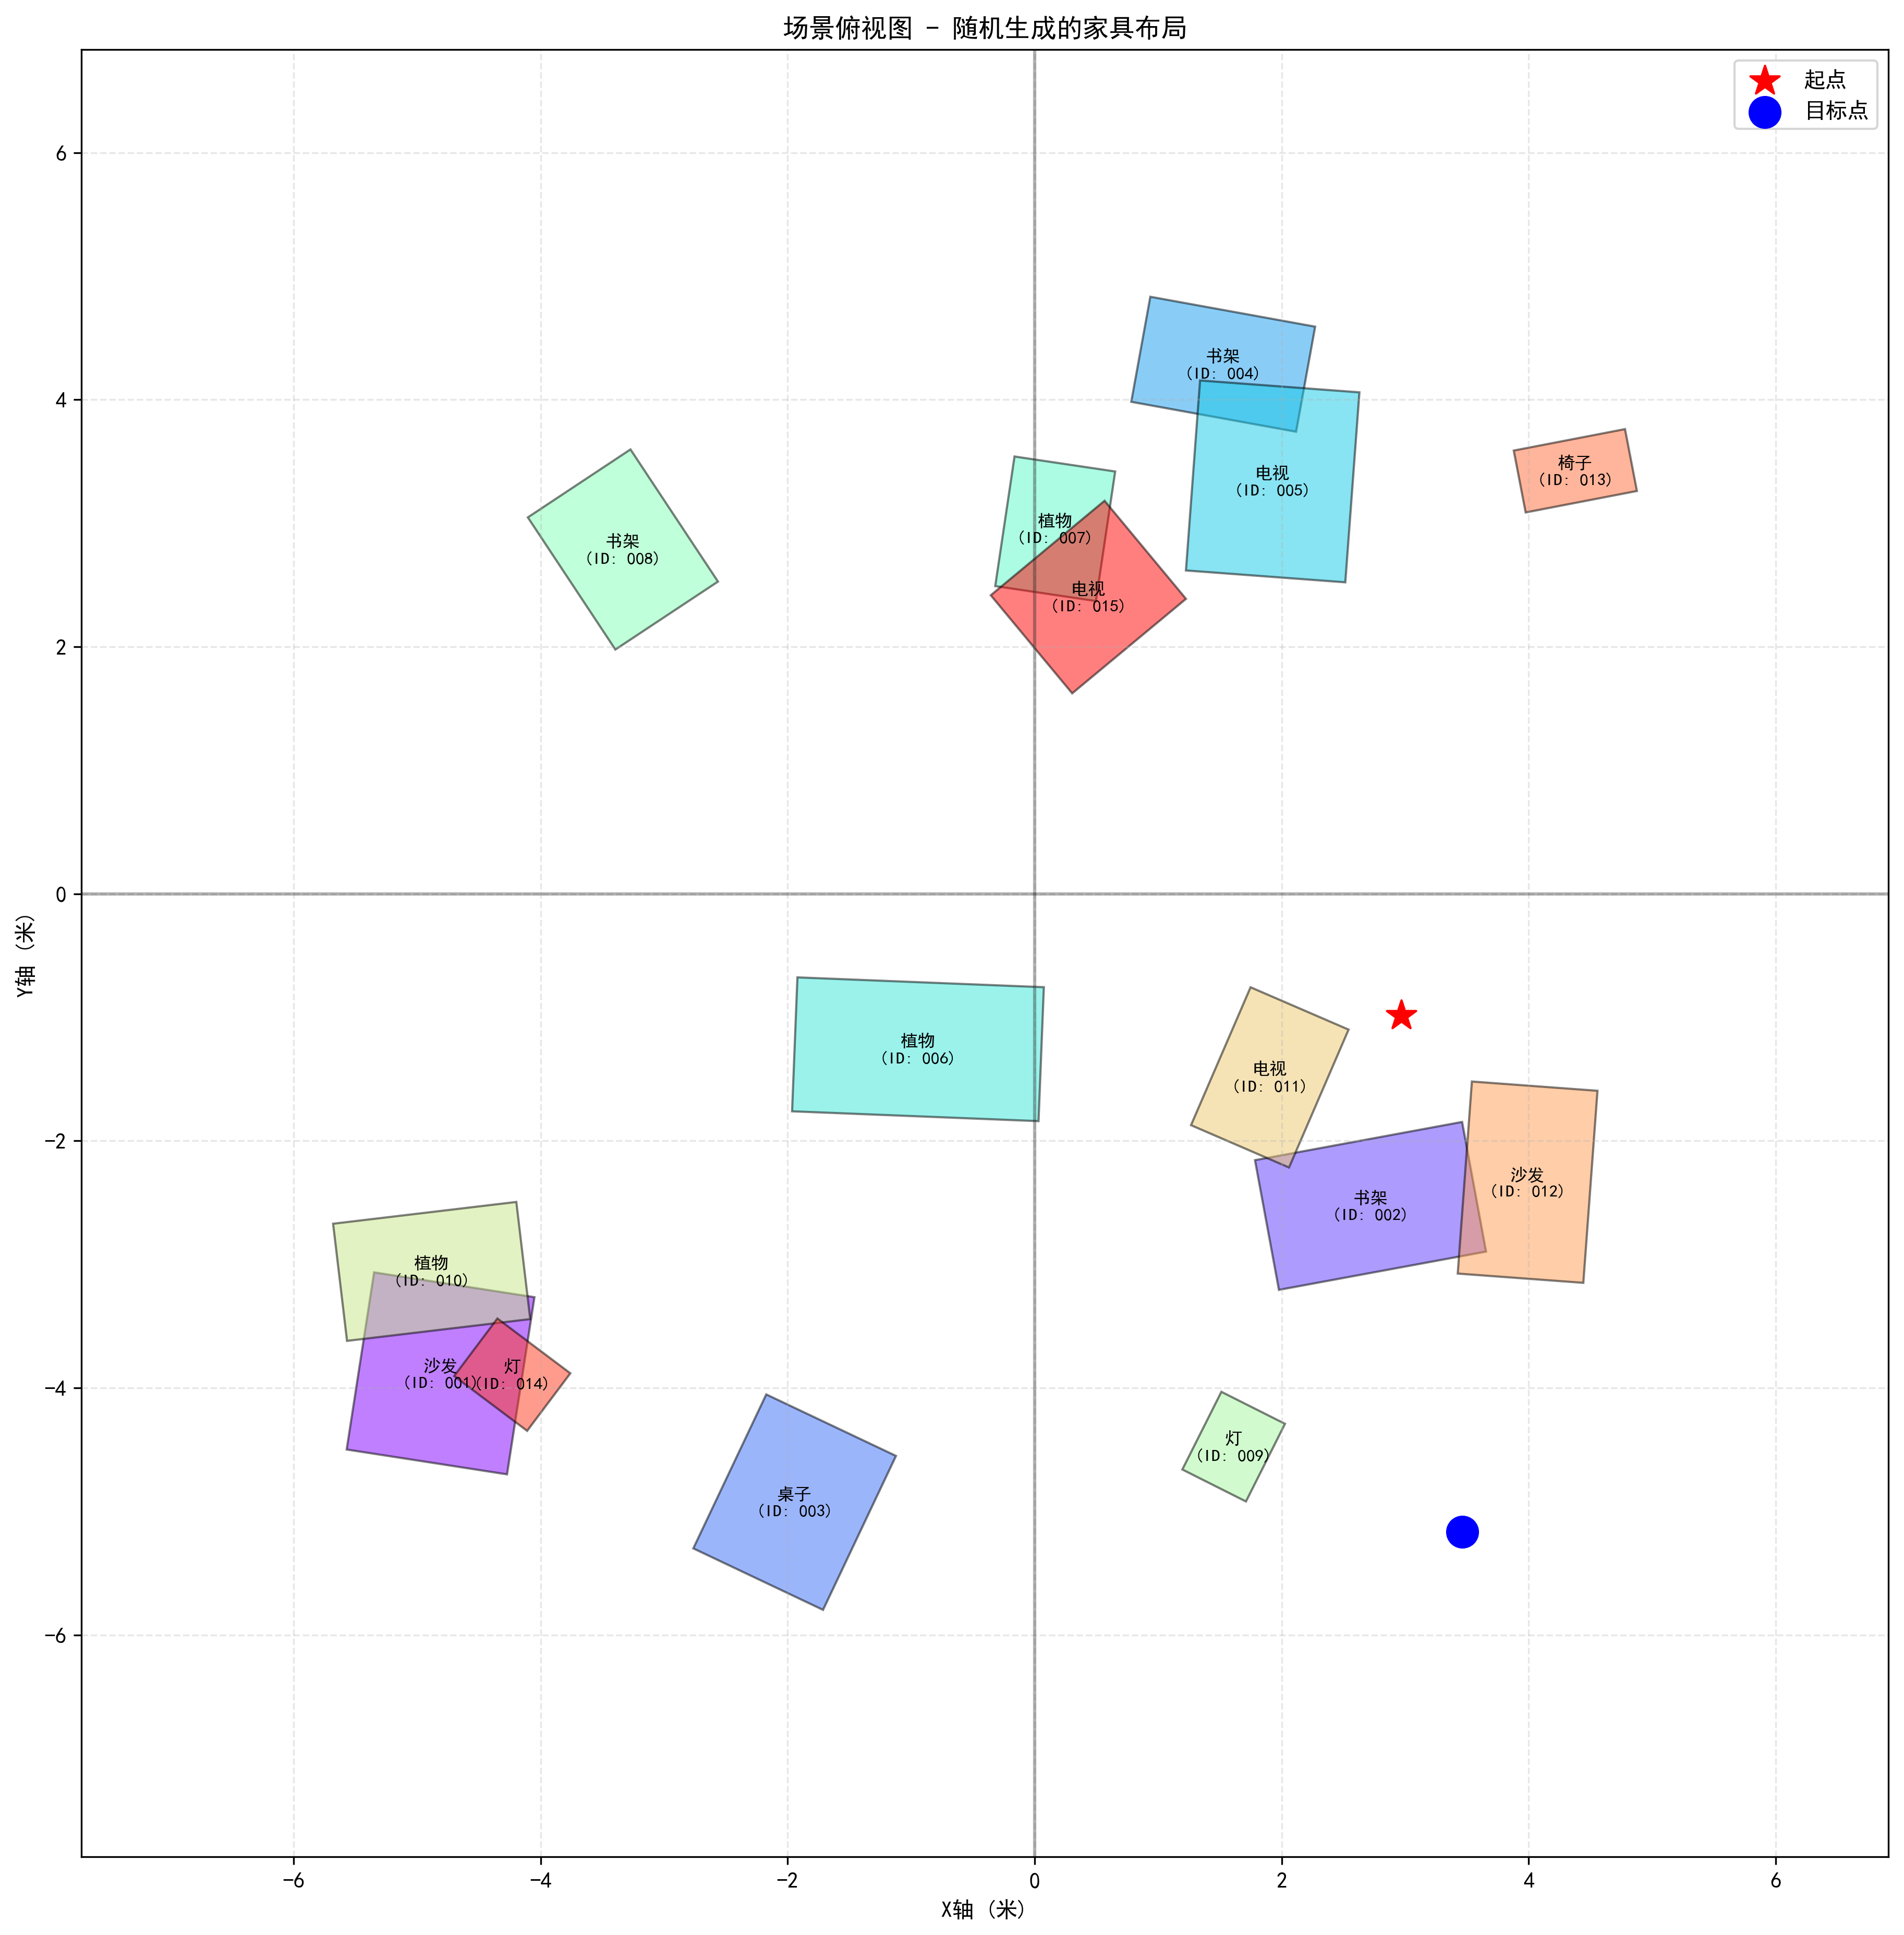 场景俯视图 - 随机生成的家具布局
起点
目标点
6
4
2
0
−2
−4
−6
Y轴 (米)
书架
(ID: 004)
电视
(ID: 005)
椅子
(ID: 013)
书架
(ID: 008)
植物
(ID: 007)
电视
(ID: 015)
植物
(ID: 006)
电视
(ID: 011)
沙发
(ID: 012)
书架
(ID: 002)
植物
(ID: 010)
沙发
(ID: 001)
灯
(ID: 014)
桌子
(ID: 003)
灯
(ID: 009)
−6
−4
−2
0
2
4
6
X轴 (米)